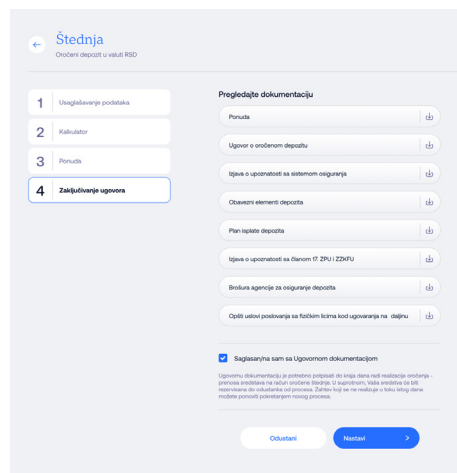 Štednja
Oročeni depozit u valuti RSD
1 Usaglašavanje podataka
2 Kalkulator
3 Ponuda
4 Zaključivanje ugovora
Pregledajte dokumentaciju
Ponuda
Ugovor o oročenom depozitu
Izjava o upoznatosti sa sistemom osiguranja
Obavezni elementi depozita
Plan isplate depozita
Izjava o upoznatosti sa članom 17. ZPU i ZZKFU
Brošura agencije za osiguranje depozita
Opšti uslovi poslovanja sa fizičkim licima kod ugovaranja na daljinu
Saglasan/na sam sa Ugovornom dokumentacijom
Ugovornu dokumentaciju je potrebno potpisati do kraja dana radi realizacije oročenja -
prenosa sredstava na račun oročene štednje. U suprotnom, Vaša sredstva će biti
rezervisana do odustanka od procesa. Zahtev koji se ne realizuje u toku istog dana
možete ponoviti pokretanjem novog procesa.
Odustani
Nastavi